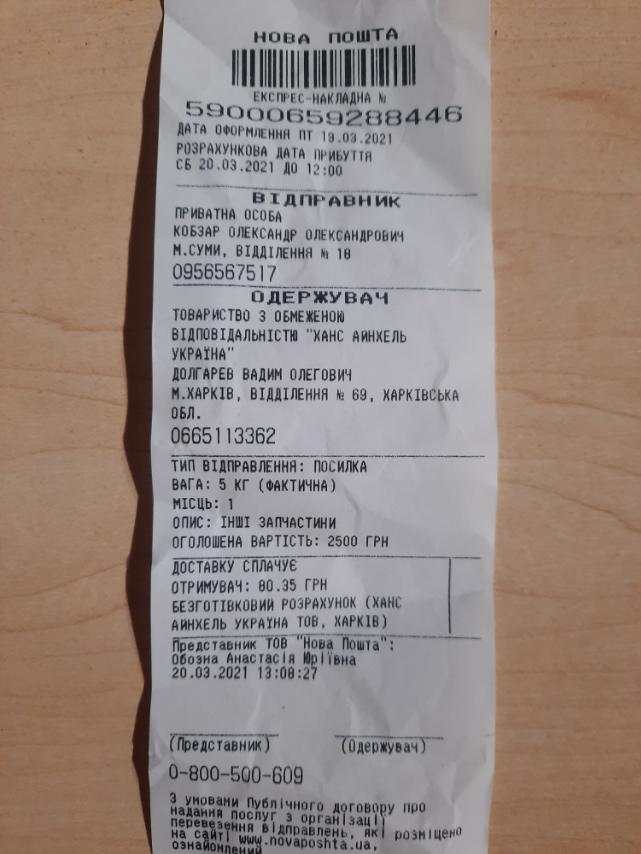 НОВА ПОШТА
ЕКСПРЕС-НАКЛАДНА №
59000659288446
ДАТА ОФОРМЛЕННЯ ПТ 19.03.2021
РОЗРАХУНКОВА ДАТА ПРИБУТТЯ
СБ 20.03.2021 ДО 12:00
ВІДПРАВНИК
ПРИВАТНА ОСОБА
КОБЗАР ОЛЕКСАНДР ОЛЕКСАНДРОВИЧ
М.СУМИ, ВІДДІЛЕННЯ № 18
0956567517
ОДЕРЖУВАЧ
ТОВАРИСТВО З ОБМЕЖЕНОЮ
ВІДПОВІДАЛЬНІСТЮ "ХАНС АЙНХЕЛЬ
УКРАЇНА"
ДОЛГАРЕВ ВАДИМ ОЛЕГОВИЧ
М.ХАРКІВ, ВІДДІЛЕННЯ № 69, ХАРКІВСЬКА
ОБЛ.
0665113362
ТИП ВІДПРАВЛЕННЯ: ПОСИЛКА
ВАГА: 5 КГ (ФАКТИЧНА)
МІСЦЬ: 1
ОПИС: ІНШІ ЗАПЧАСТИНИ
ОГОЛОШЕНА ВАРТІСТЬ: 2500 ГРН
ДОСТАВКУ СПЛАЧУЄ
ОТРИМУВАЧ: 80.35 ГРН
БЕЗГОТІВКОВИЙ РОЗРАХУНОК (ХАНС
АЙНХЕЛЬ УКРАЇНА ТОВ, ХАРКІВ)
Представник ТОВ "Нова Пошта":
Обозна Анастасія Юріївна
20.03.2021 13:08:27
(Представник) (Одержувач)
0-800-500-609
З умовами Публічного договору про
надання послуг з організації
перевезення відправлень, які розміщено
на сайті www.novaposhta.ua,
ознайомлений